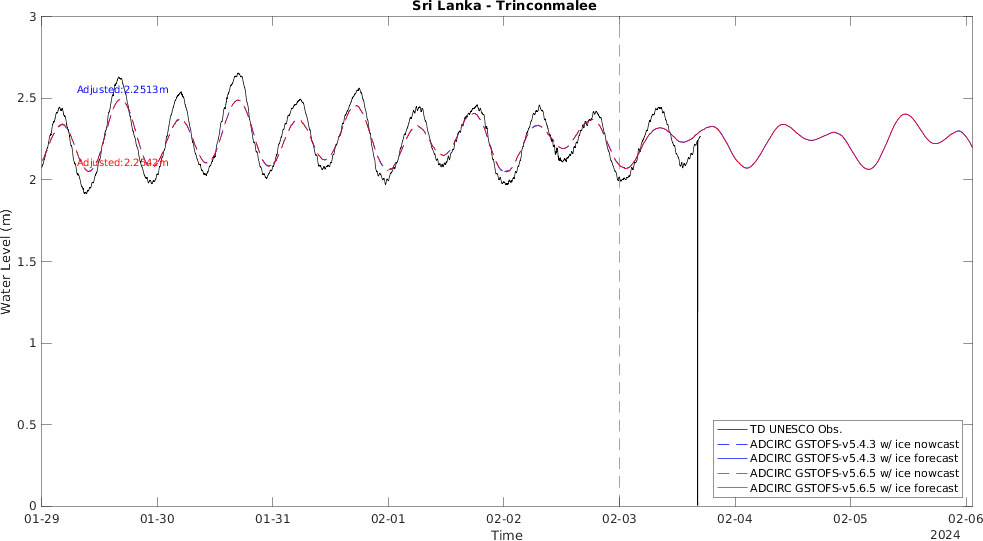 Sri Lanka - Trinconmalee
3
2.5
2
1.5
1
0.5
0
Water Level (m)
Adjusted:2.2513m
01-29
01-30
01-31
02-01
02-02
02-03
02-04
02-05
02-06
Time
2024
TD UNESCO Obs.
ADCIRC GSTOFS-v5.4.3 w/ ice nowcast
ADCIRC GSTOFS-v5.4.3 w/ ice forecast
ADCIRC GSTOFS-v5.6.5 w/ ice nowcast
ADCIRC GSTOFS-v5.6.5 w/ ice forecast